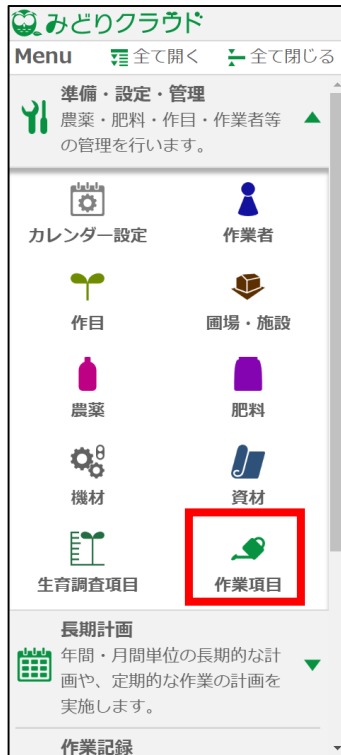 みどりクラウド
Menu 全て開く 全て閉じる
準備・設定・管理
農薬・肥料・作目・作業者等
の管理を行います。
カレンダー設定 作業者
作目 圃場・施設
農薬 肥料
機材 資材
生育調査項目 作業項目
長期計画
年間・月間単位の長期的な計
画や、定期的な作業の計画を
実施します。
作業記録